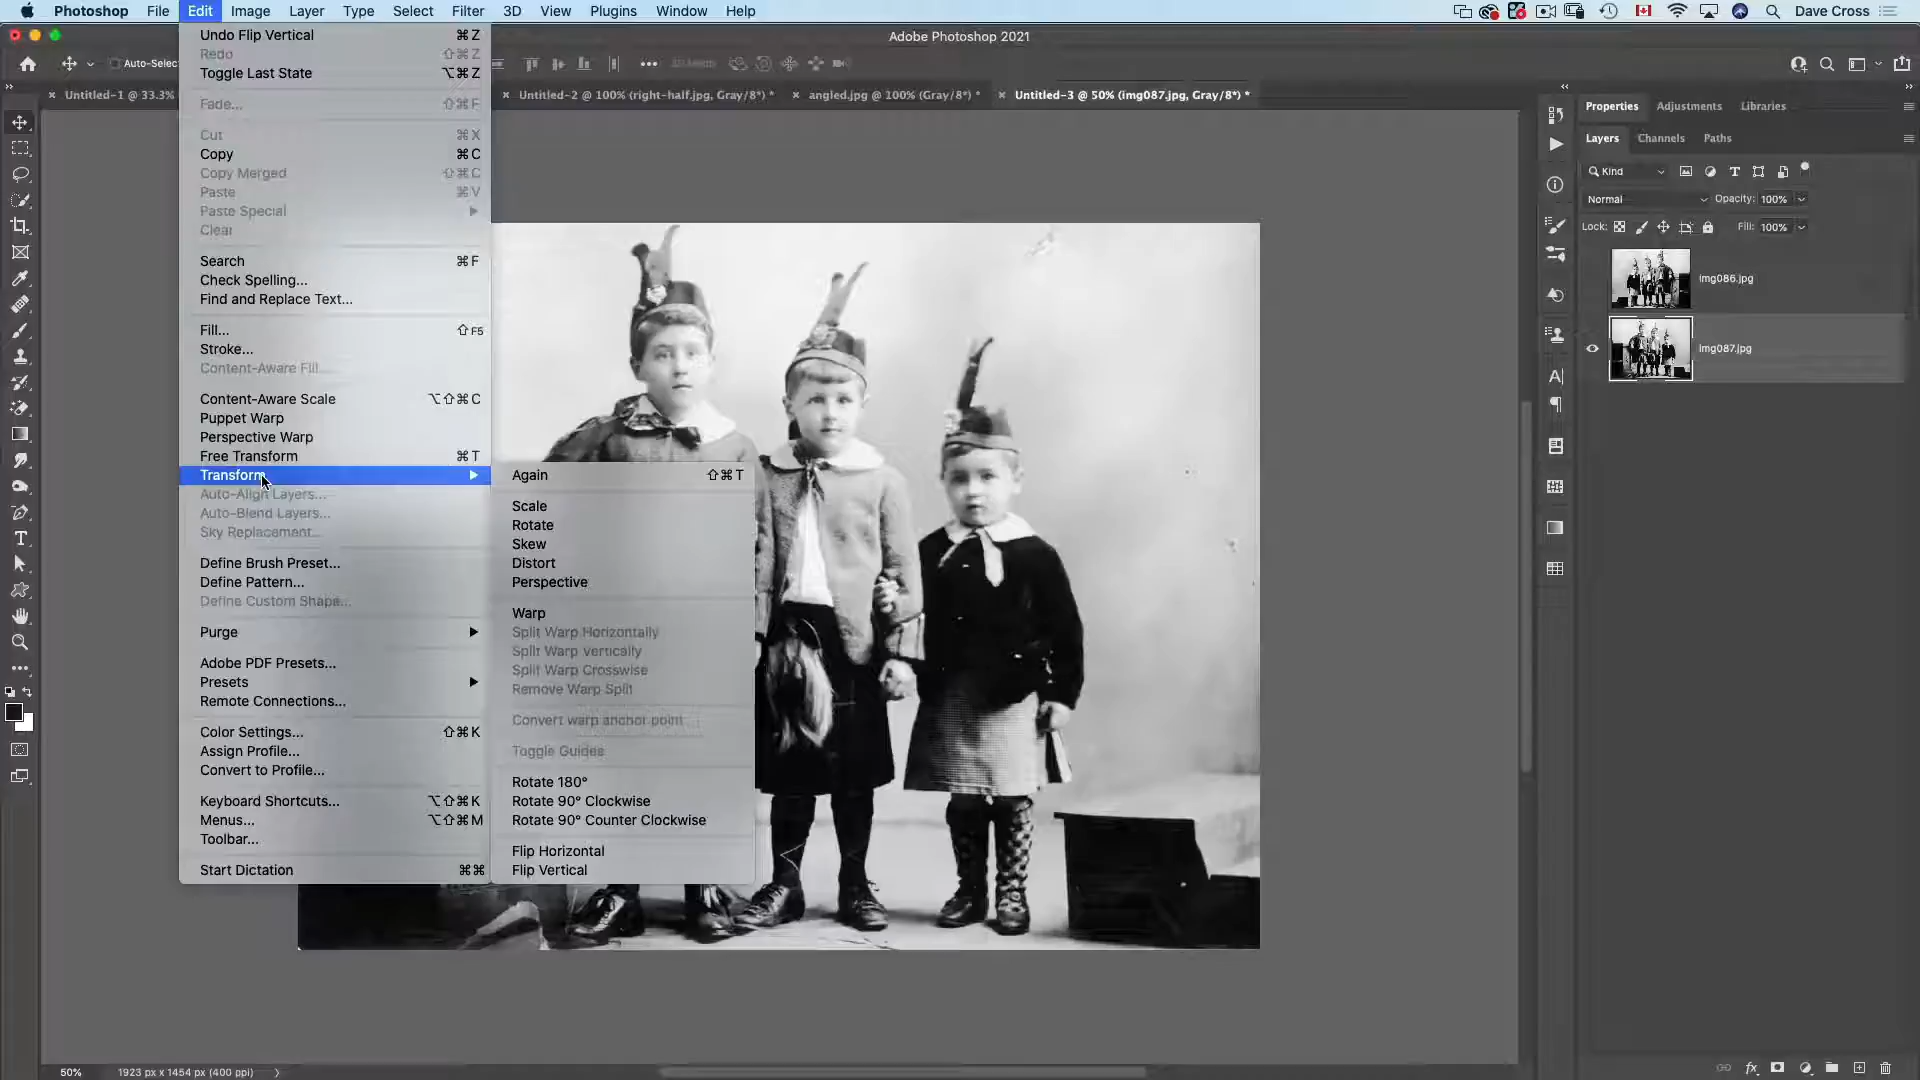 Photoshop File Edit Image Layer Type Select Filter 3D View Plugins Window Help Dave Cross
Adobe Photoshop 2021
Auto-Selec
Untitled-1 @ 33.3%
Untitled-2 @ 100% (right-half.jpg, Gray/8*) *
angled.jpg @ 100% (Gray/8*) *
Untitled-3 @ 50% (img087.jpg, Gray/8*) *
Undo Flip Vertical ⌘Z
Redo ⇧⌘Z
Toggle Last State ⌥⌘Z
Fade... ⇧⌘F
Cut ⌘X
Copy ⌘C
Copy Merged ⇧⌘C
Paste ⌘V
Paste Special
Clear
Search ⌘F
Check Spelling...
Find and Replace Text...
Fill... ⇧F5
Stroke...
Content-Aware Fill...
Content-Aware Scale ⌥⇧⌘C
Puppet Warp
Perspective Warp
Free Transform ⌘T
Transform
Auto-Align Layers...
Auto-Blend Layers...
Sky Replacement...
Define Brush Preset...
Define Pattern...
Define Custom Shape...
Purge
Adobe PDF Presets...
Presets
Remote Connections...
Color Settings... ⇧⌘K
Assign Profile...
Convert to Profile...
Keyboard Shortcuts... ⌥⇧⌘K
Menus... ⌥⇧⌘M
Toolbar...
Start Dictation ⌘⌘
Again ⇧⌘T
Scale
Rotate
Skew
Distort
Perspective
Warp
Split Warp Horizontally
Split Warp Vertically
Split Warp Crosswise
Remove Warp Split
Convert warp anchor point
Toggle Guides
Rotate 180°
Rotate 90° Clockwise
Rotate 90° Counter Clockwise
Flip Horizontal
Flip Vertical
Properties Adjustments Libraries
Layers Channels Paths
Kind
Normal Opacity: 100%
Lock: Fill: 100%
img086.jpg
img087.jpg
50% 1923 px x 1454 px (400 ppi)